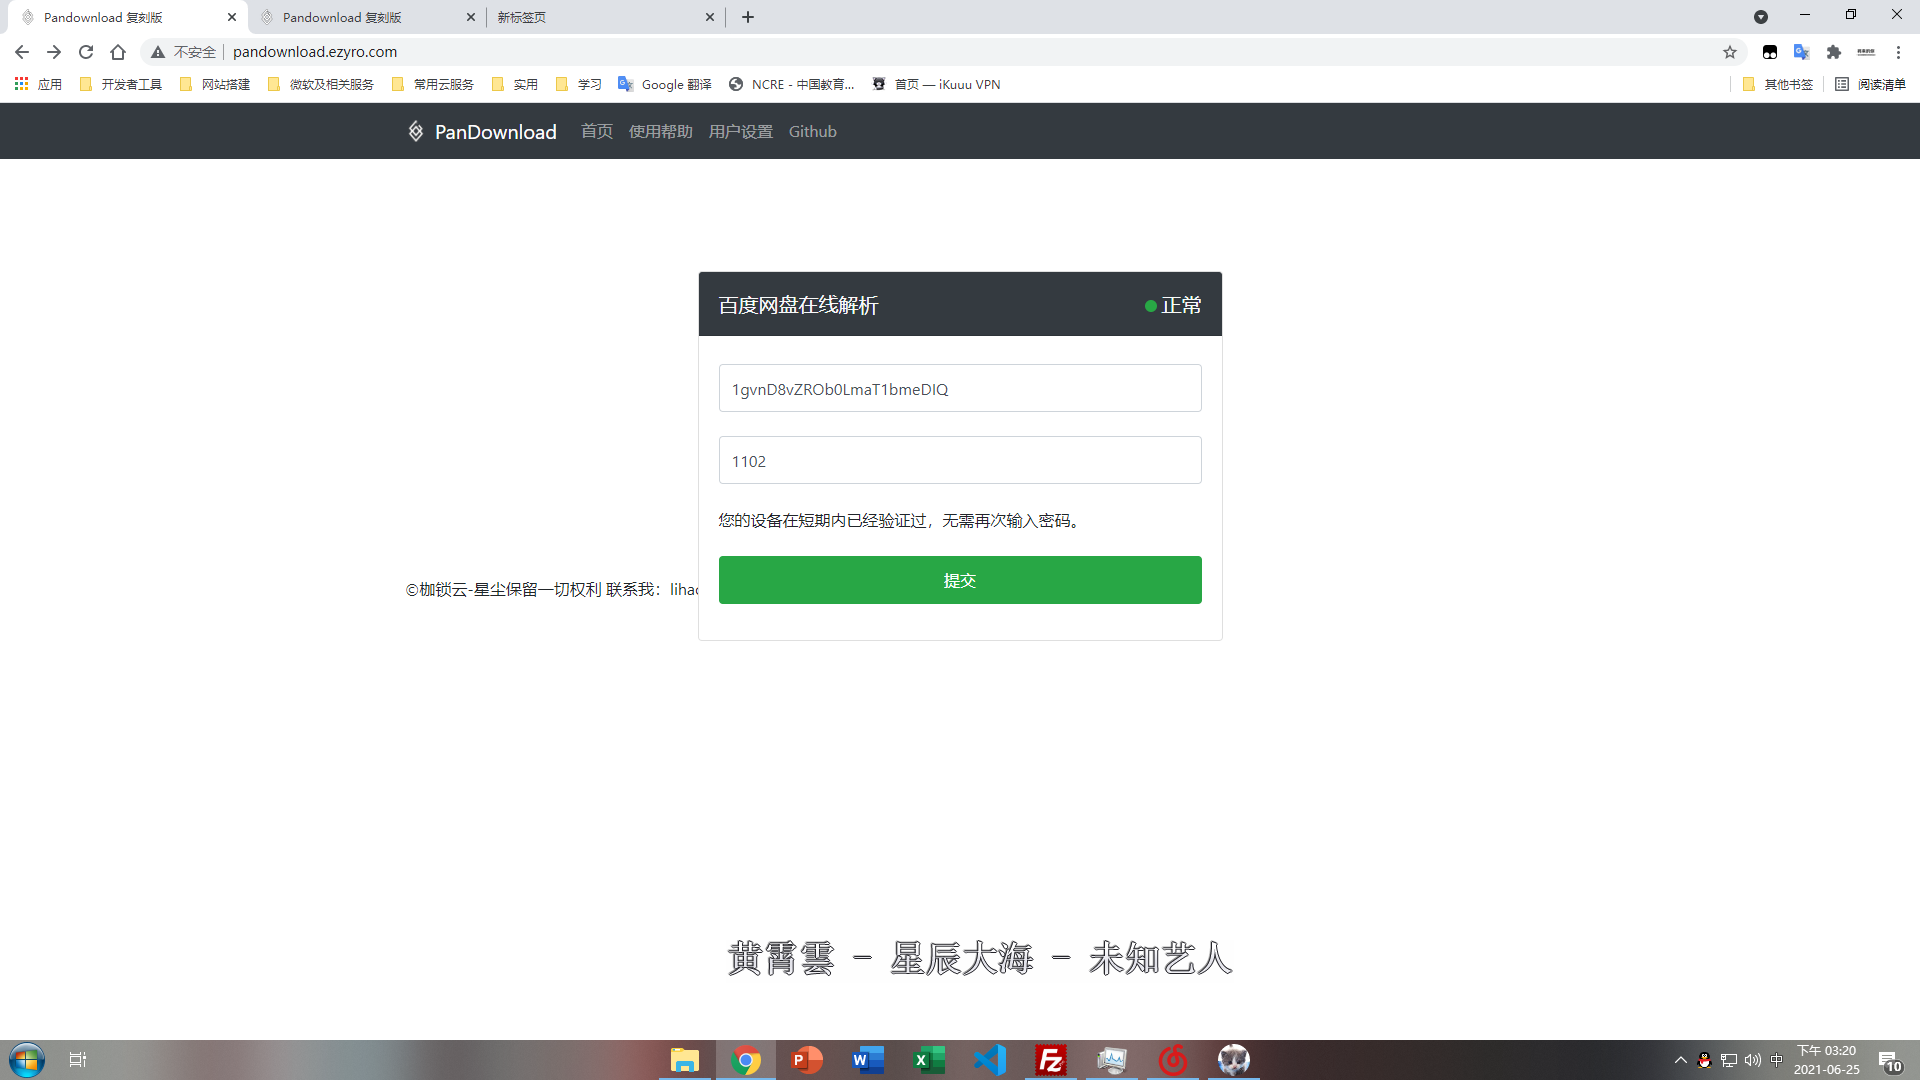 Pandownload 复刻版
Pandownload 复刻版
新标签页
不安全
pandownload.ezyro.com
应用
开发者工具
网站搭建
微软及相关服务
常用云服务
实用
学习
Google 翻译
NCRE - 中国教育...
首页 — iKuuu VPN
其他书签
阅读清单
PanDownload
首页
使用帮助
用户设置
Github
百度网盘在线解析
正常
1gvnD8vZROb0LmaT1bmeDIQ
1102
您的设备在短期内已经验证过，无需再次输入密码。
提交
©枷锁云-星尘保留一切权利 联系我：lihao
黄霄雲 - 星辰大海 - 未知艺人
中
下午 03:20
2021-06-25
10